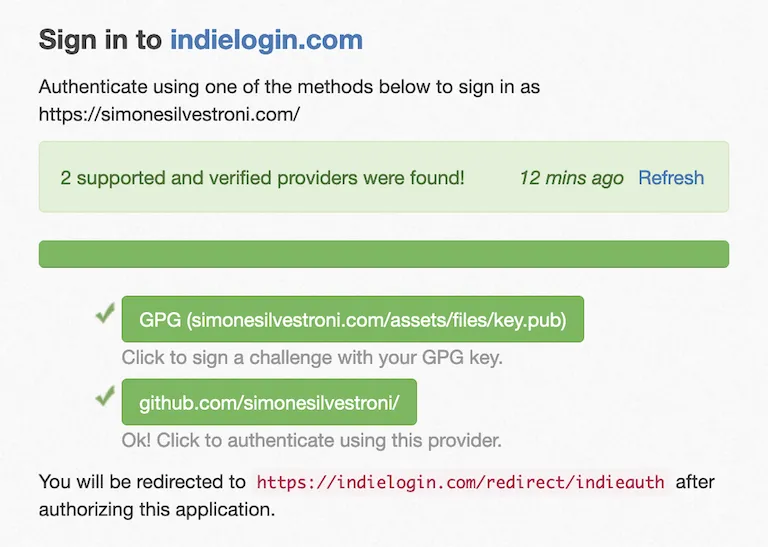 Sign in to indielogin.com
Authenticate using one of the methods below to sign in as
https://simonesilvestroni.com/
2 supported and verified providers were found! 12 mins ago Refresh
GPG (simonesilvestroni.com/assets/files/key.pub)
Click to sign a challenge with your GPG key.
github.com/simonesilvestroni/
Ok! Click to authenticate using this provider.
You will be redirected to https://indielogin.com/redirect/indieauth after
authorizing this application.